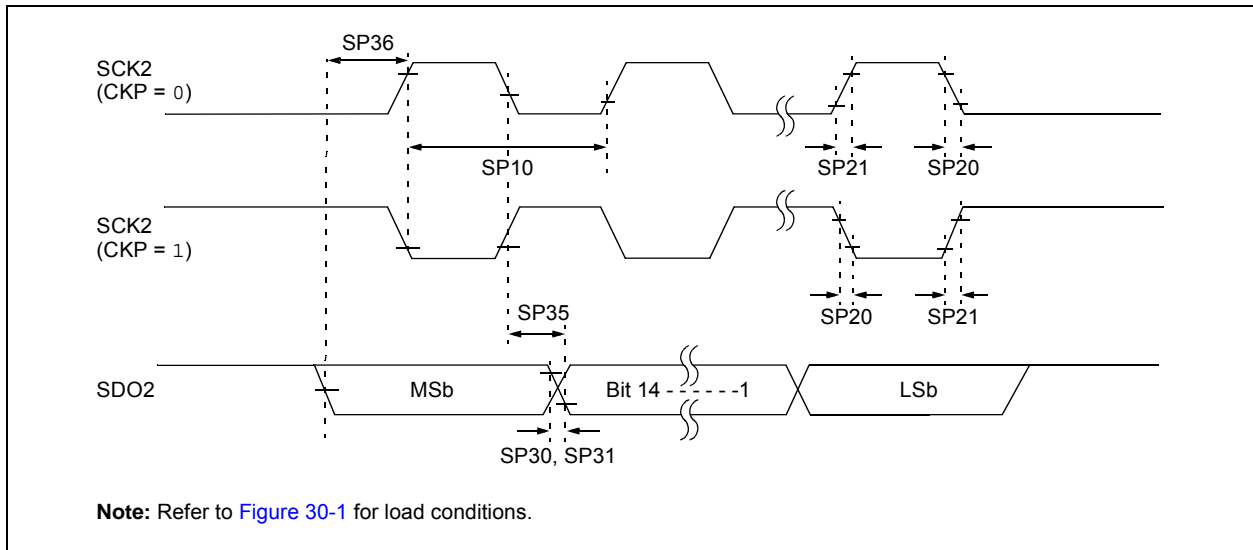 SP36
SCK2
(CKP = 0)
SP10
SP21
SP20
SCK2
(CKP = 1)
SP35
SP20
SP21
SDO2
MSb
Bit 14 - - - - - -1
LSb
SP30, SP31
Note: Refer to Figure 30-1 for load conditions.